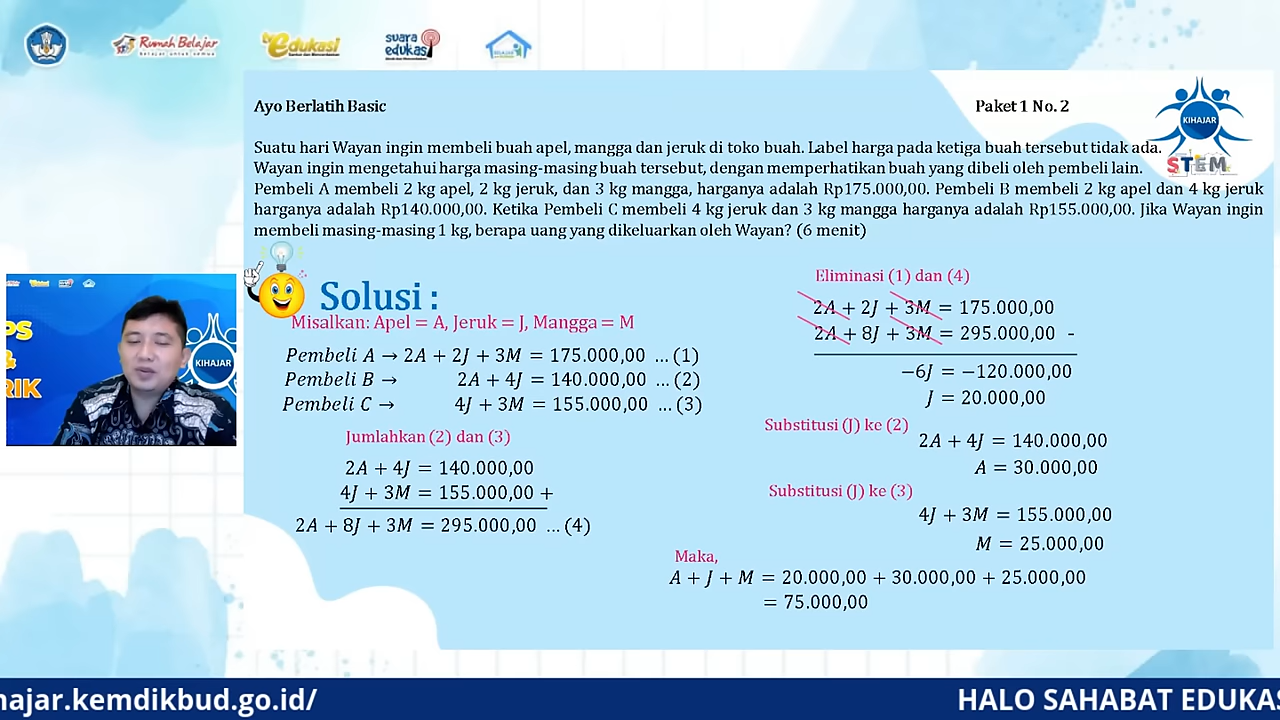 Rumah Belajar
Belajar untuk semua
tv edukasi
suara edukasi
Ayo Berlatih Basic
Paket 1 No. 2
KIHAJAR
STEM
Suatu hari Wayan ingin membeli buah apel, mangga dan jeruk di toko buah. Label harga pada ketiga buah tersebut tidak ada.
Wayan ingin mengetahui harga masing-masing buah tersebut, dengan memperhatikan buah yang dibeli oleh pembeli lain.
Pembeli A membeli 2 kg apel, 2 kg jeruk, dan 3 kg mangga, harganya adalah Rp175.000,00. Pembeli B membeli 2 kg apel dan 4 kg jeruk
harganya adalah Rp140.000,00. Ketika Pembeli C membeli 4 kg jeruk dan 3 kg mangga harganya adalah Rp155.000,00. Jika Wayan ingin
membeli masing-masing 1 kg, berapa uang yang dikeluarkan oleh Wayan? (6 menit)
Solusi :
Misalkan: Apel = A, Jeruk = J, Mangga = M
Pembeli A → 2A + 2J + 3M = 175.000,00 … (1)
Pembeli B → 2A + 4J = 140.000,00 … (2)
Pembeli C → 4J + 3M = 155.000,00 … (3)
Jumlahkan (2) dan (3)
2A + 4J = 140.000,00
4J + 3M = 155.000,00 +
2A + 8J + 3M = 295.000,00 … (4)
Eliminasi (1) dan (4)
2A + 2J + 3M = 175.000,00
2A + 8J + 3M = 295.000,00 -
−6J = −120.000,00
J = 20.000,00
Substitusi (J) ke (2)
2A + 4J = 140.000,00
A = 30.000,00
Substitusi (J) ke (3)
4J + 3M = 155.000,00
M = 25.000,00
Maka,
A + J + M = 20.000,00 + 30.000,00 + 25.000,00
= 75.000,00
PS
&
RIK
KIHAJAR
hajar.kemdikbud.go.id/
HALO SAHABAT EDUKAS